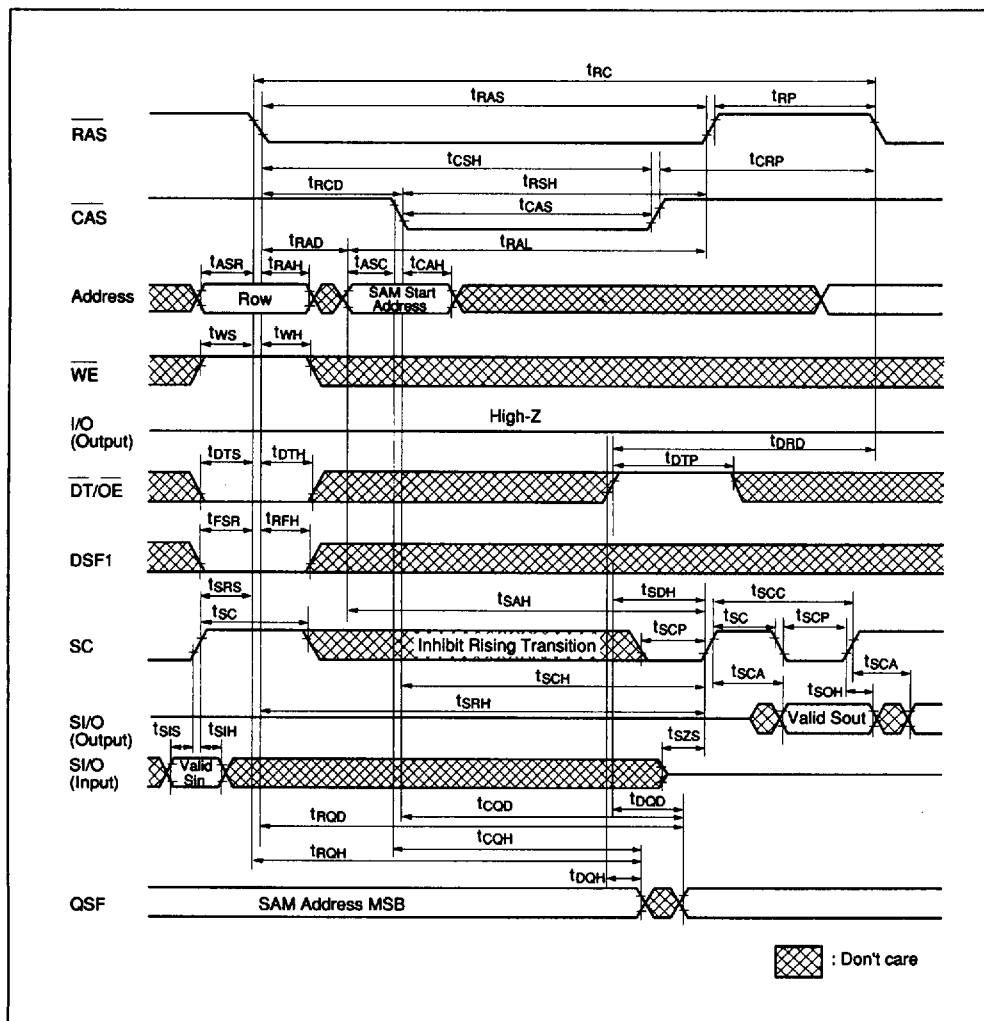 tRC
tRAS
tRP
RAS
tCSH
tCRP
tRCD
tRSH
CAS
tCAS
tRAD
tRAL
tASR
tRAH
tASC
tCAH
Address
Row
SAM Start
Address
tWS
tWH
WE
I/O
(Output)
High-Z
tDRD
tDTS
tDTH
tDTP
DT/OE
tFSR
tRFH
DSF1
tSRS
tSAH
tSDH
tSCC
tSC
tSCP
tSC
tSCP
SC
Inhibit Rising Transition
tSCH
tSCA
tSCA
tSRH
tSOH
SI/O
(Output)
Valid Sout
tSIS
tSIH
tSZS
SI/O
(Input)
Valid
Sin
tDQD
tCQD
tRQD
tCQH
tRQH
tDQH
QSF
SAM Address MSB
: Don't care